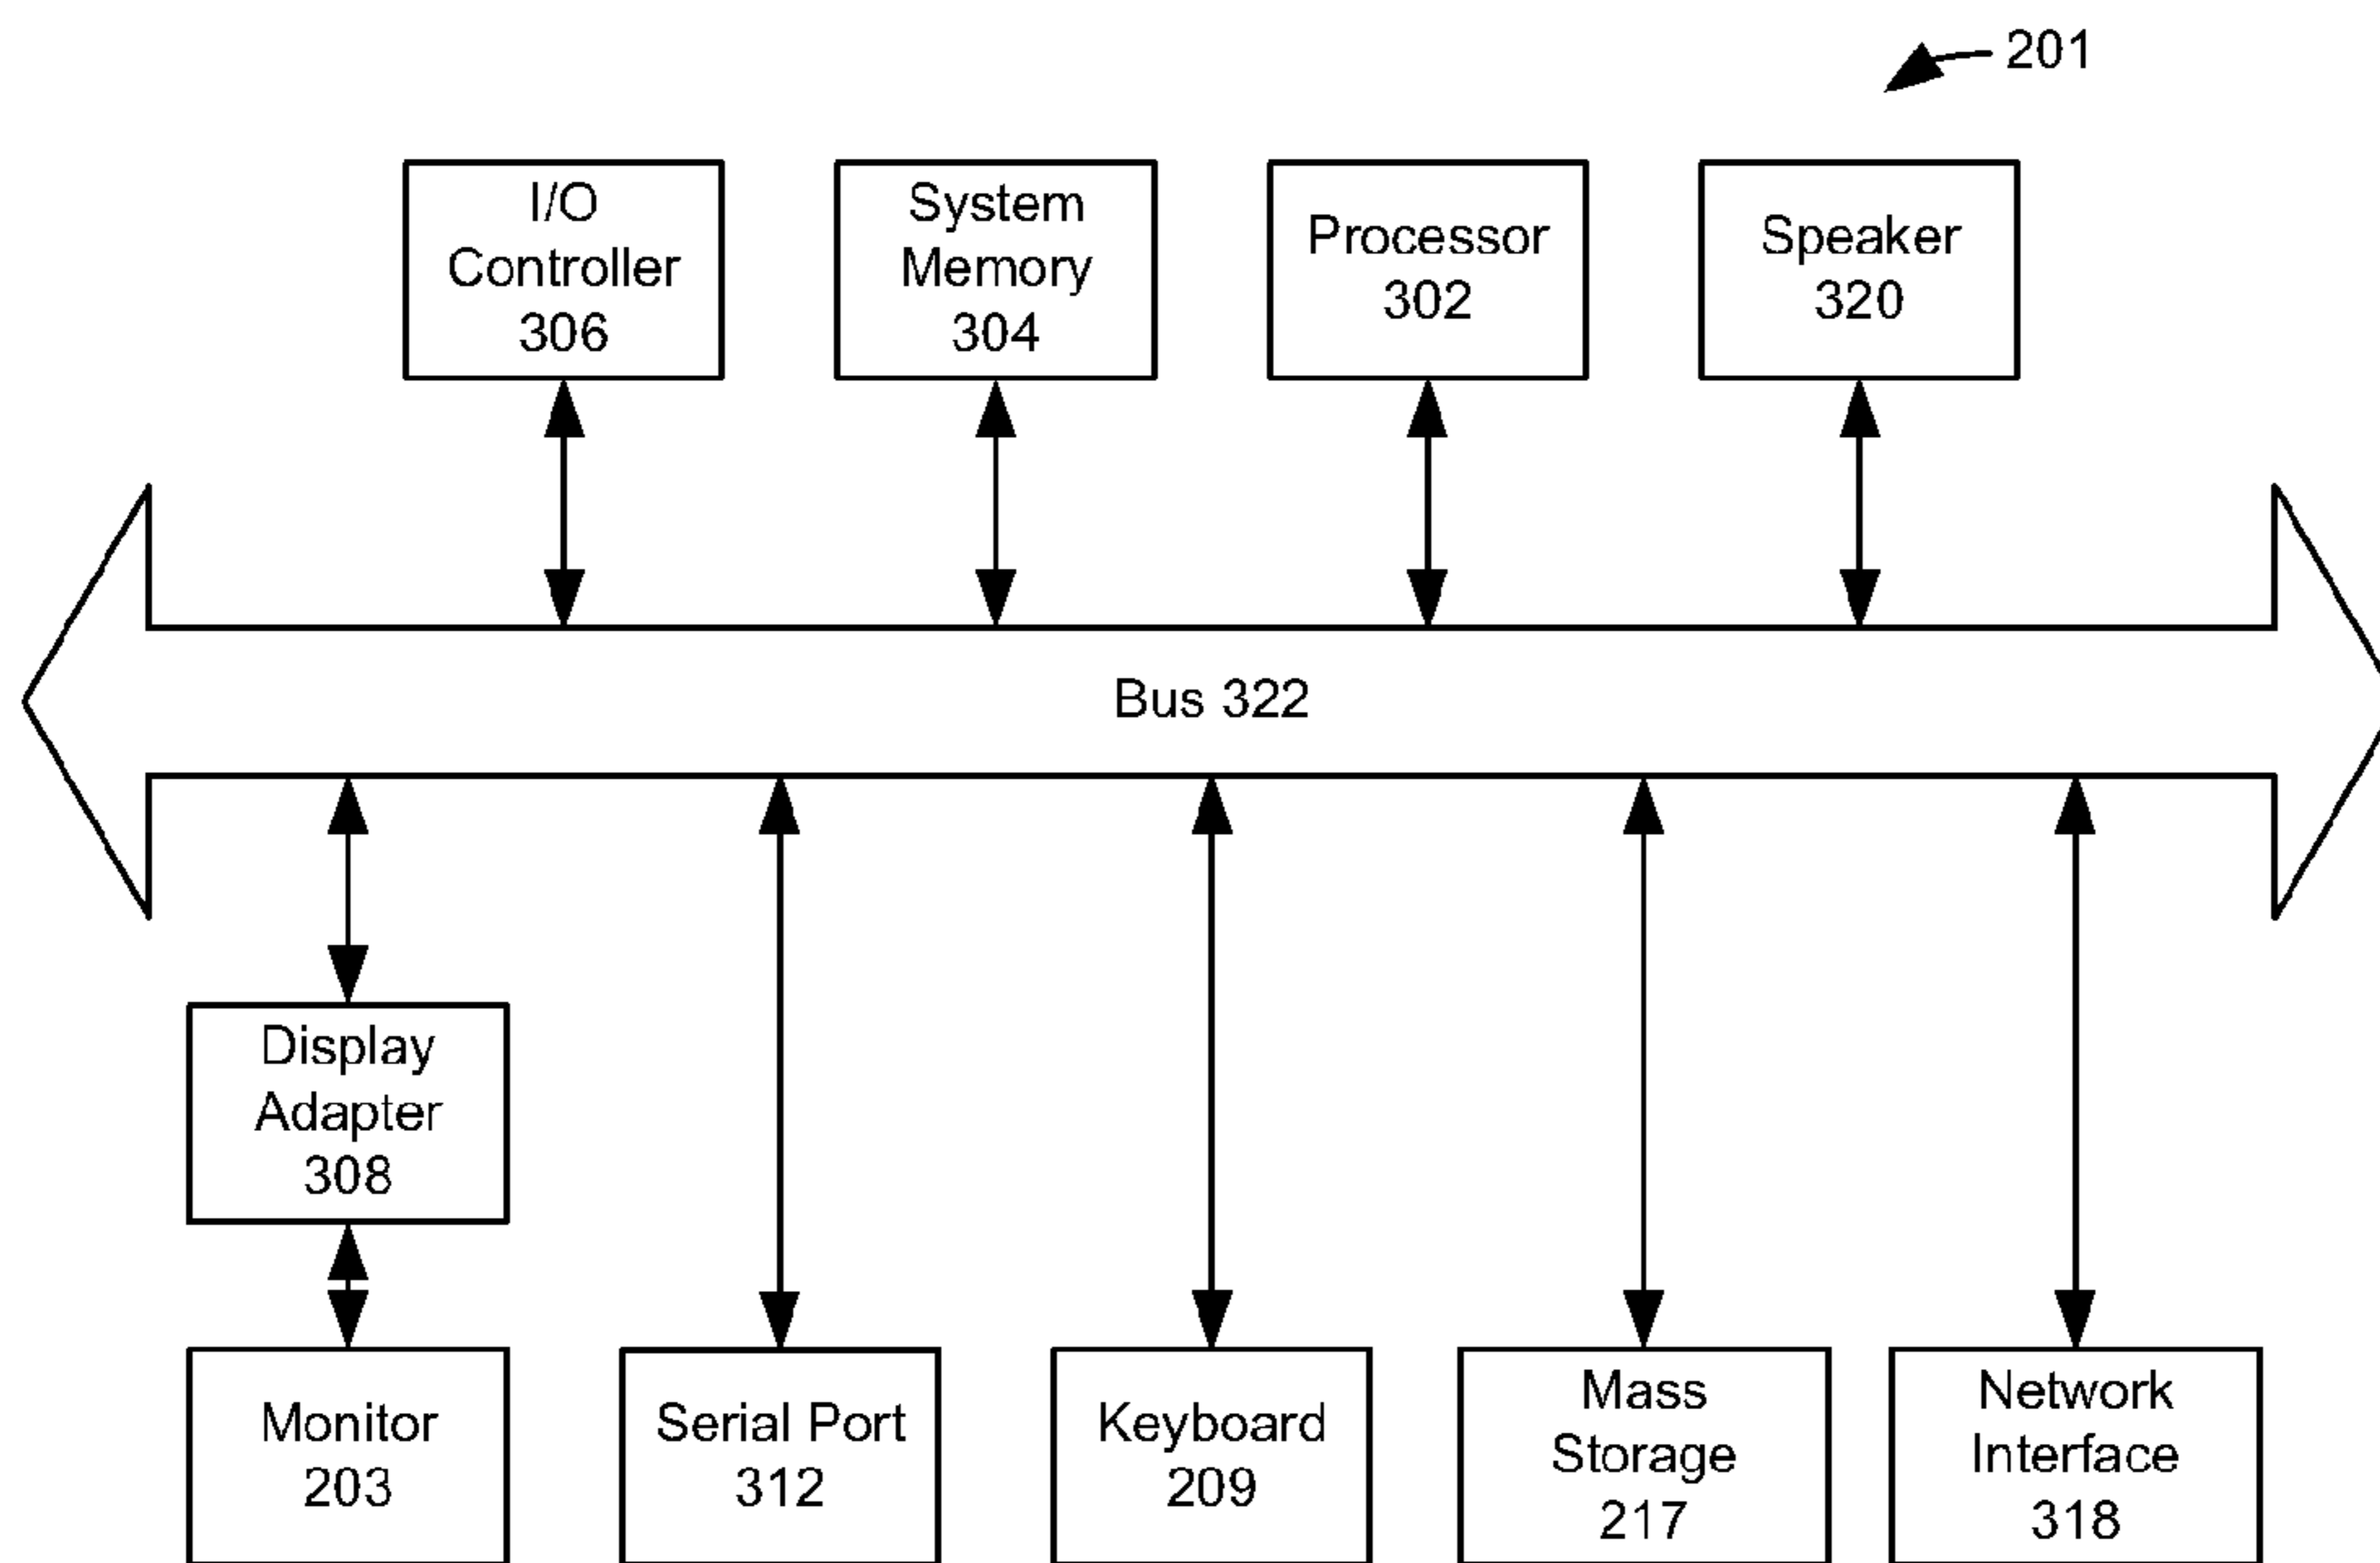 201
I/O
Controller
306
System
Memory
304
Processor
302
Speaker
320
Bus 322
Display
Adapter
308
Monitor
203
Serial Port
312
Keyboard
209
Mass
Storage
217
Network
Interface
318